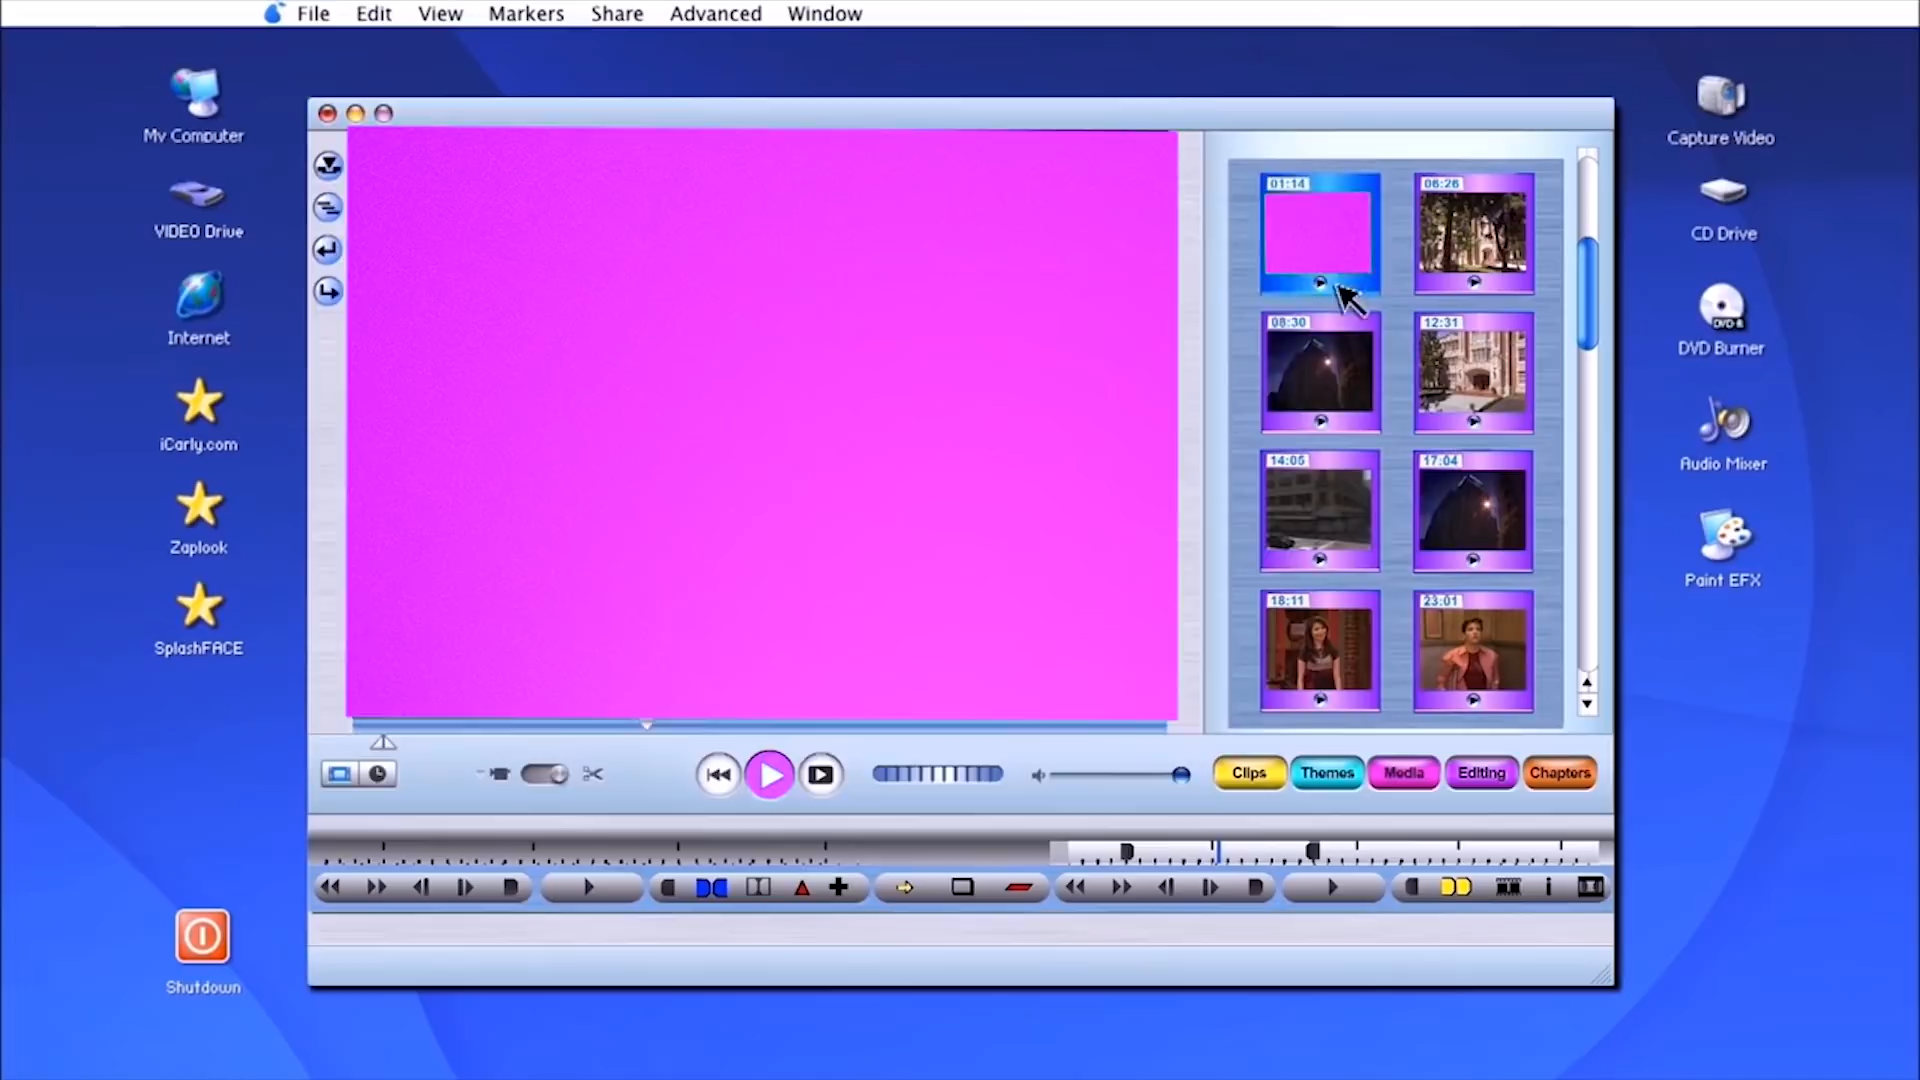 File Edit View Markers Share Advanced Window
My Computer
VIDEO Drive
Internet
iCarly.com
Zaplook
SplashFACE
Shutdown
01:14 06:26
08:30 12:31
14:05 17:04
18:11 23:01
Clips Themes Media Editing Chapters
Capture Video
CD Drive
DVD-R
DVD Burner
Audio Mixer
Paint EFX